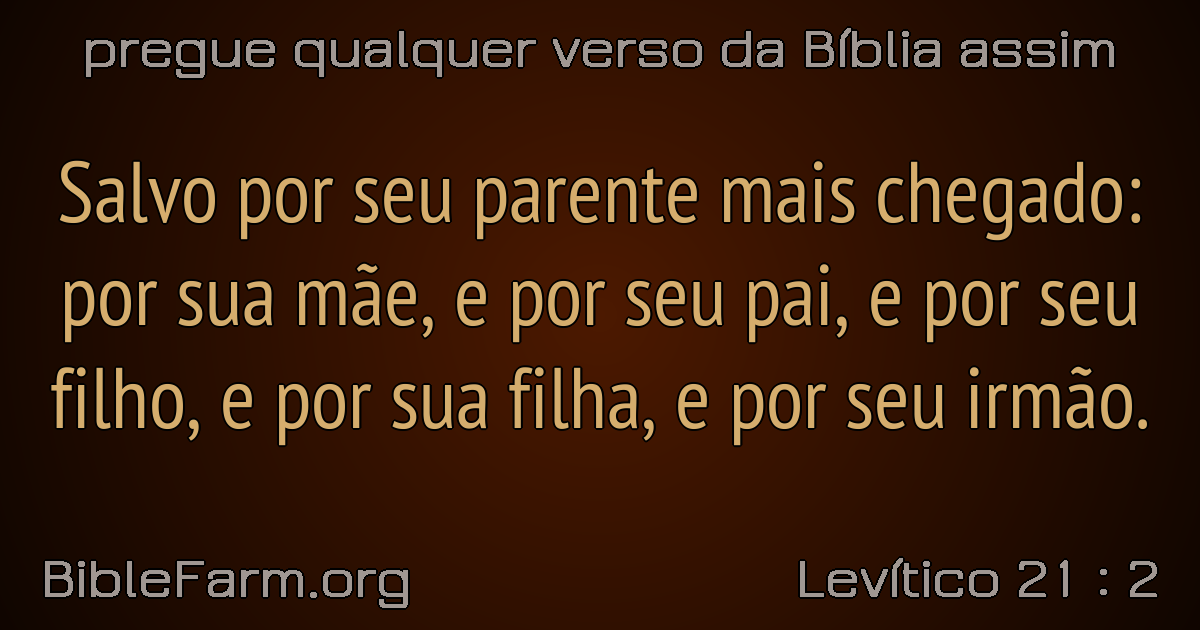 pregue qualquer verso da Bíblia assim
Salvo por seu parente mais chegado:
por sua mãe, e por seu pai, e por seu
filho, e por sua filha, e por seu irmão.
BibleFarm.org
Levítico 21 : 2